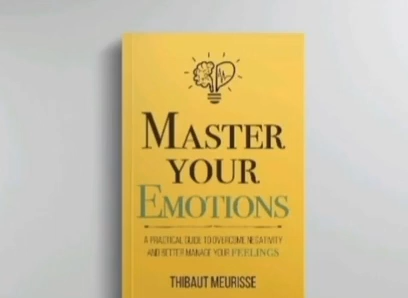 MASTER
YOUR
EMOTIONS
A PRACTICAL GUIDE TO OVERCOME NEGATIVITY
AND BETTER MANAGE YOUR FEELINGS
THIBAUT MEURISSE